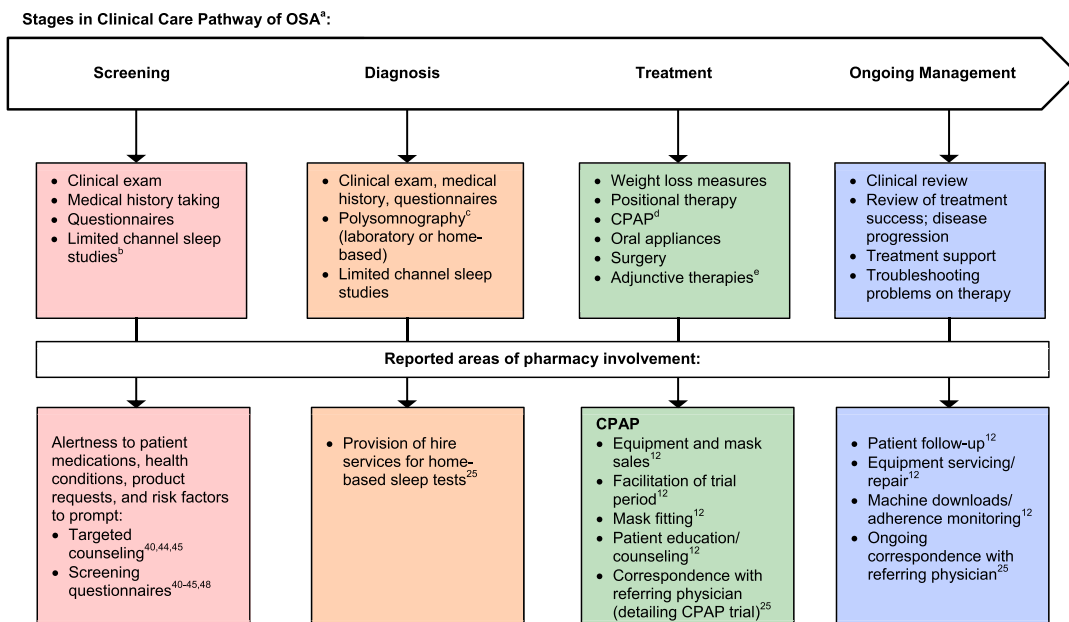 Stages in Clinical Care Pathway of OSAᵃ:
Screening
Diagnosis
Treatment
Ongoing Management
• Clinical exam
• Medical history taking
• Questionnaires
• Limited channel sleep
studiesᵇ
• Clinical exam, medical
history, questionnaires
• Polysomnographyᶜ
(laboratory or home-
based)
• Limited channel sleep
studies
• Weight loss measures
• Positional therapy
• CPAPᵈ
• Oral appliances
• Surgery
• Adjunctive therapiesᵉ
• Clinical review
• Review of treatment
success; disease
progression
• Treatment support
• Troubleshooting
problems on therapy
Reported areas of pharmacy involvement:
Alertness to patient
medications, health
conditions, product
requests, and risk factors
to prompt:
• Targeted
counseling⁴⁰,⁴⁴,⁴⁵
• Screening
questionnaires⁴⁰⁻⁴⁵,⁴⁸
• Provision of hire
services for home-
based sleep tests²⁵
CPAP
• Equipment and mask
sales¹²
• Facilitation of trial
period¹²
• Mask fitting¹²
• Patient education/
counseling¹²
• Correspondence with
referring physician
(detailing CPAP trial)²⁵
• Patient follow-up¹²
• Equipment servicing/
repair¹²
• Machine downloads/
adherence monitoring¹²
• Ongoing
correspondence with
referring physician²⁵